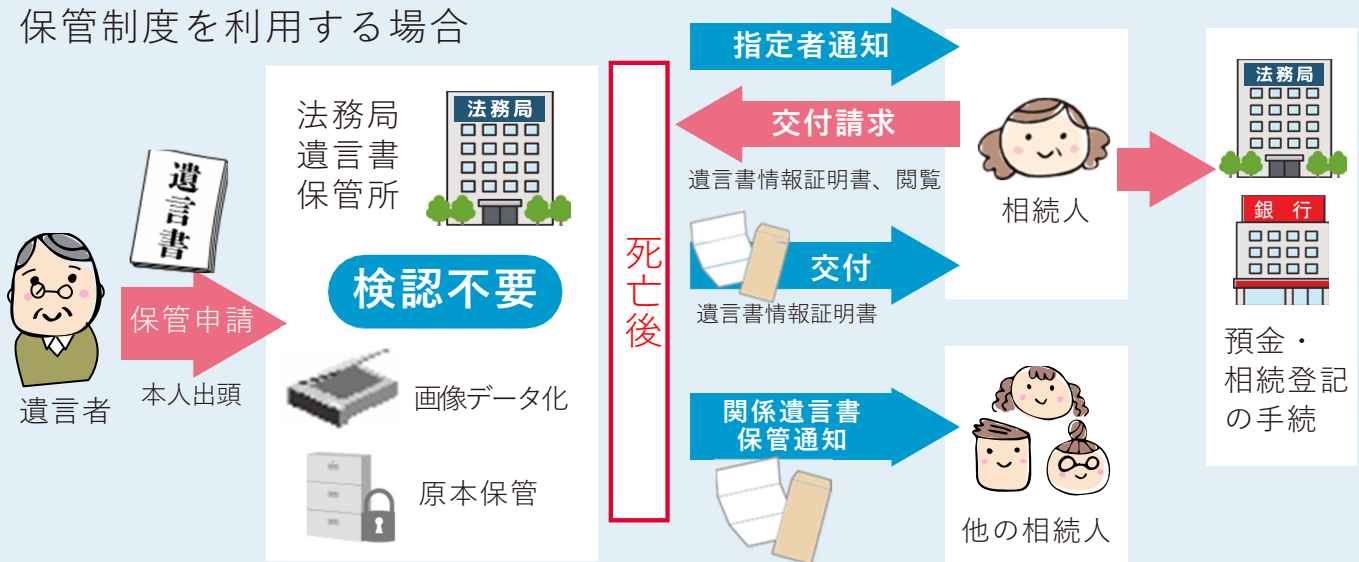 保管制度を利用する場合
遺言書
保管申請
本人出頭
遺言者
法務局
遺言書
保管所
法務局
検認不要
画像データ化
原本保管
死亡後
指定者通知
交付請求
遺言書情報証明書、閲覧
交付
遺言書情報証明書
関係遺言書
保管通知
相続人
他の相続人
法務局
銀行
預金・
相続登記
の手続